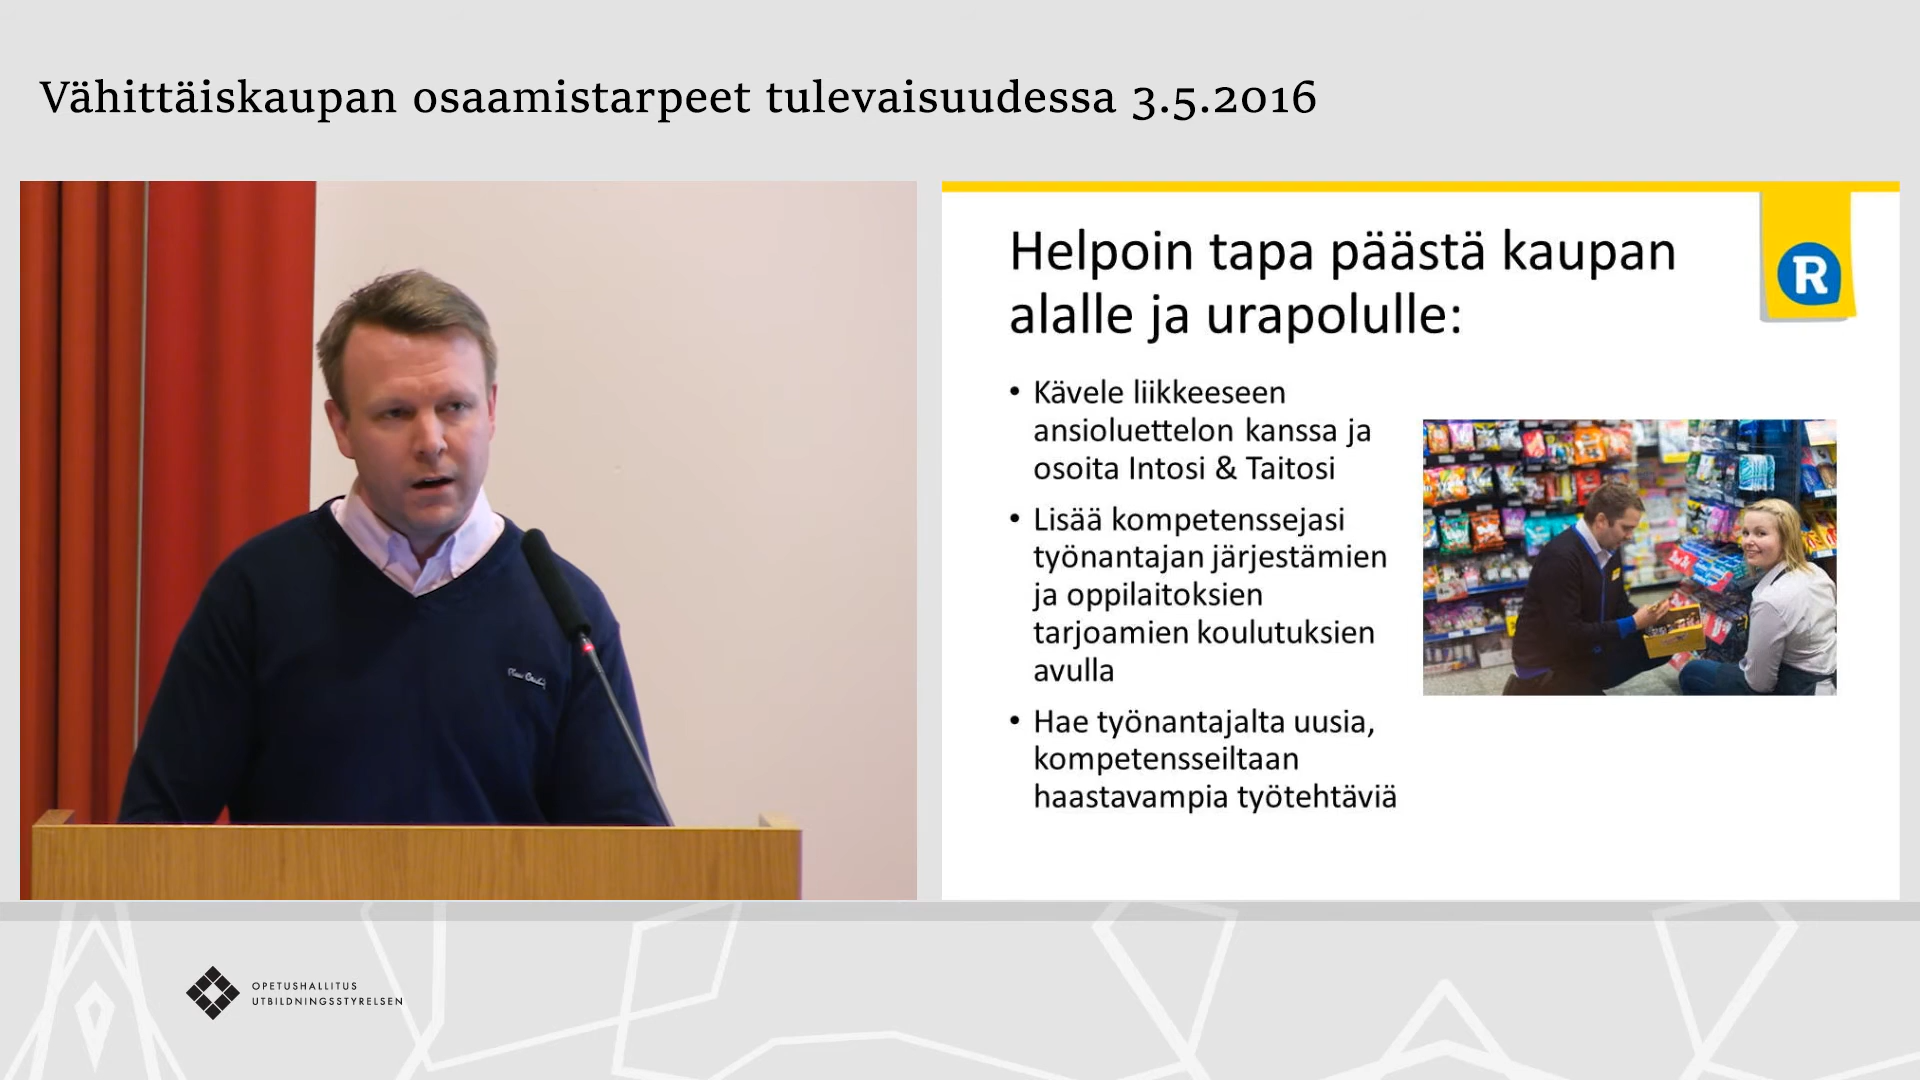 Vähittäiskaupan osaamistarpeet tulevaisuudessa 3.5.2016
Helpoin tapa päästä kaupan
alalle ja urapolulle:
R
• Kävele liikkeeseen
ansioluettelon kanssa ja
osoita Intosi & Taitosi
• Lisää kompetenssejasi
työnantajan järjestämien
ja oppilaitoksien
tarjoamien koulutuksien
avulla
• Hae työnantajalta uusia,
kompetensseiltaan
haastavampia työtehtäviä
OPETUSHALLITUS
UTBILDNINGSSTYRELSEN